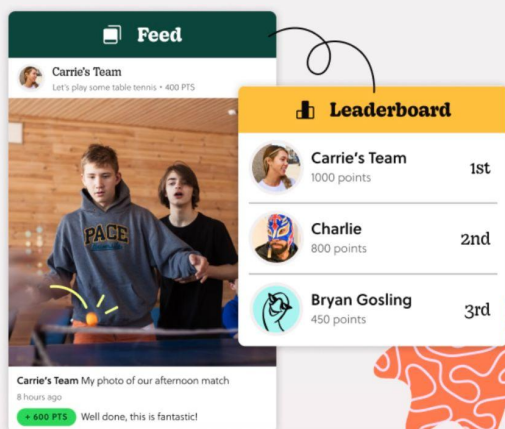 Feed
Carrie's Team
Let's play some table tennis • 400 PTS
PACE
Carrie's Team My photo of our afternoon match
8 hours ago
+ 600 PTS Well done, this is fantastic!
Leaderboard
Carrie's Team
1000 points
1st
Charlie
800 points
2nd
Bryan Gosling
450 points
3rd